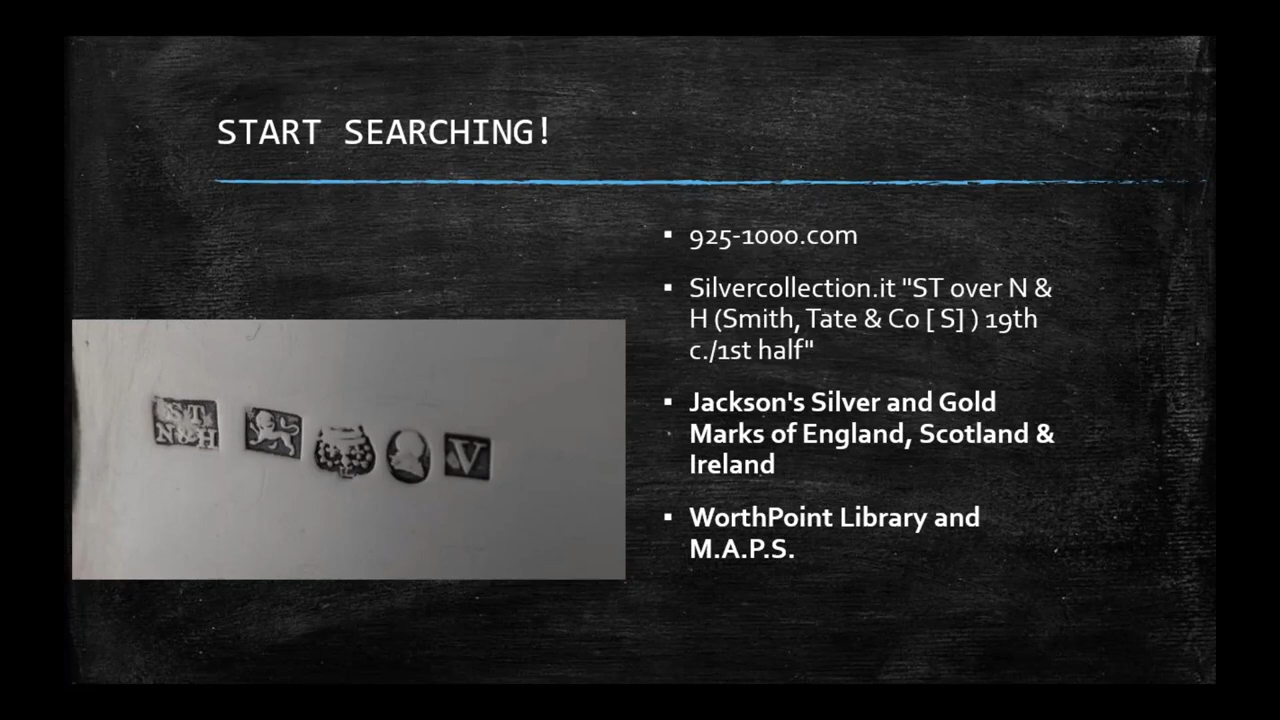 START SEARCHING!
▪ 925-1000.com
▪ Silvercollection.it "ST over N &
H (Smith, Tate & Co [ S] ) 19th
c./1st half"
▪ Jackson's Silver and Gold
Marks of England, Scotland &
Ireland
▪ WorthPoint Library and
M.A.P.S.
S.T.
N&H
V